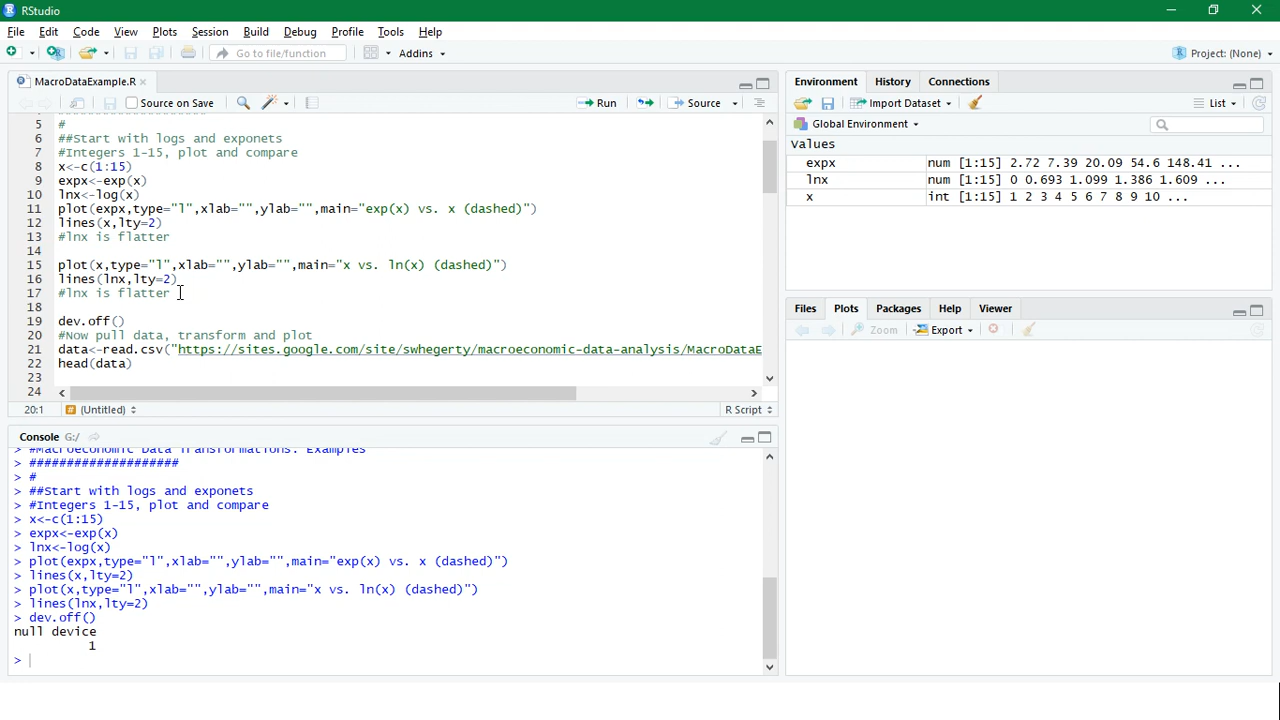 RStudio
File Edit Code View Plots Session Build Debug Profile Tools Help
Go to file/function Addins Project: (None)
MacroDataExample.R
Source on Save Run Source
5 #
6 ##Start with logs and exponets
7 #Integers 1-15, plot and compare
8 x<-c(1:15)
9 expx<-exp(x)
10 lnx<-log(x)
11 plot(expx,type="l",xlab="",ylab="",main="exp(x) vs. x (dashed)")
12 lines(x,lty=2)
13 #lnx is flatter
14
15 plot(x,type="l",xlab="",ylab="",main="x vs. ln(x) (dashed)")
16 lines(lnx,lty=2)
17 #lnx is flatter
18
19 dev.off()
20 #Now pull data, transform and plot
21 data<-read.csv("https://sites.google.com/site/swhegerty/macroeconomic-data-analysis/MacroDataE
22 head(data)
23
24
20:1 # (Untitled) R Script
Console G:/
> #Macroeconomic Data Transformations: Examples
> ####################
> #
> ##Start with logs and exponets
> #Integers 1-15, plot and compare
> x<-c(1:15)
> expx<-exp(x)
> lnx<-log(x)
> plot(expx,type="l",xlab="",ylab="",main="exp(x) vs. x (dashed)")
> lines(x,lty=2)
> plot(x,type="l",xlab="",ylab="",main="x vs. ln(x) (dashed)")
> lines(lnx,lty=2)
> dev.off()
null device
1
>
Environment History Connections
Import Dataset List
Global Environment
Values
expx num [1:15] 2.72 7.39 20.09 54.6 148.41 ...
lnx num [1:15] 0 0.693 1.099 1.386 1.609 ...
x int [1:15] 1 2 3 4 5 6 7 8 9 10 ...
Files Plots Packages Help Viewer
Zoom Export